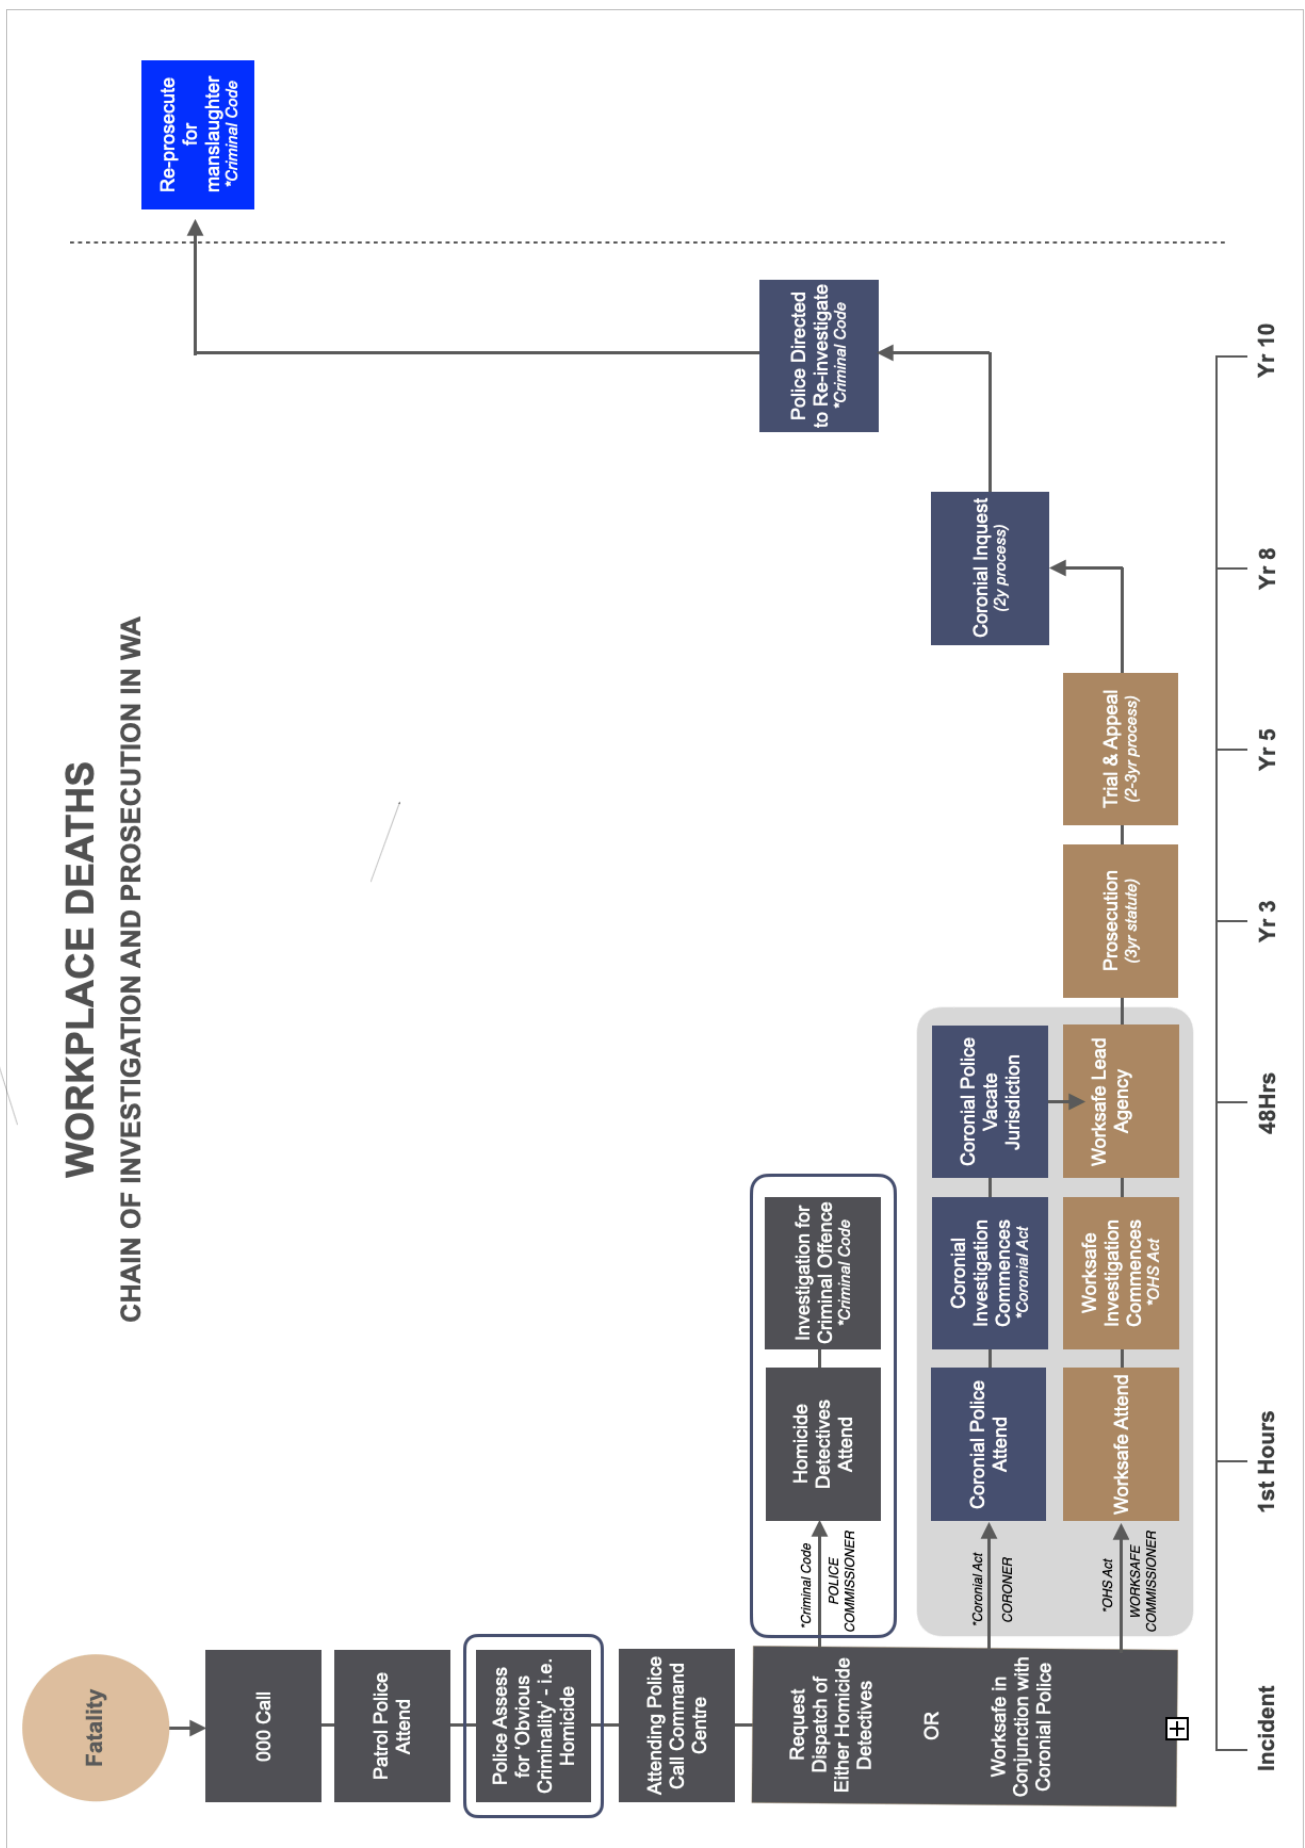 WORKPLACE DEATHS
CHAIN OF INVESTIGATION AND PROSECUTION IN WA
Fatality
000 Call
Patrol Police
Attend
Police Assess
for 'Obvious
Criminality' - i.e.
Homicide
Attending Police
Call Command
Centre
Request
Dispatch of
Either Homicide
Detectives
OR
Worksafe in
Conjunction with
Coronial Police
*Criminal Code
POLICE
COMMISSIONER
Homicide
Detectives
Attend
Investigation for
Criminal Offence
*Criminal Code
*Coronial Act
CORONER
Coronial Police
Attend
Coronial
Investigation
Commences
*Coronial Act
Coronial Police
Vacate
Jurisdiction
*OHS Act
WORKSAFE
COMMISSIONER
Worksafe Attend
Worksafe
Investigation
Commences
*OHS Act
Worksafe Lead
Agency
Prosecution
(3yr statute)
Trial & Appeal
(2-3yr process)
Coronial Inquest
(2y process)
Police Directed
to Re-investigate
*Criminal Code
Re-prosecute
for
manslaughter
*Criminal Code
Incident
1st Hours
48Hrs
Yr 3
Yr 5
Yr 8
Yr 10